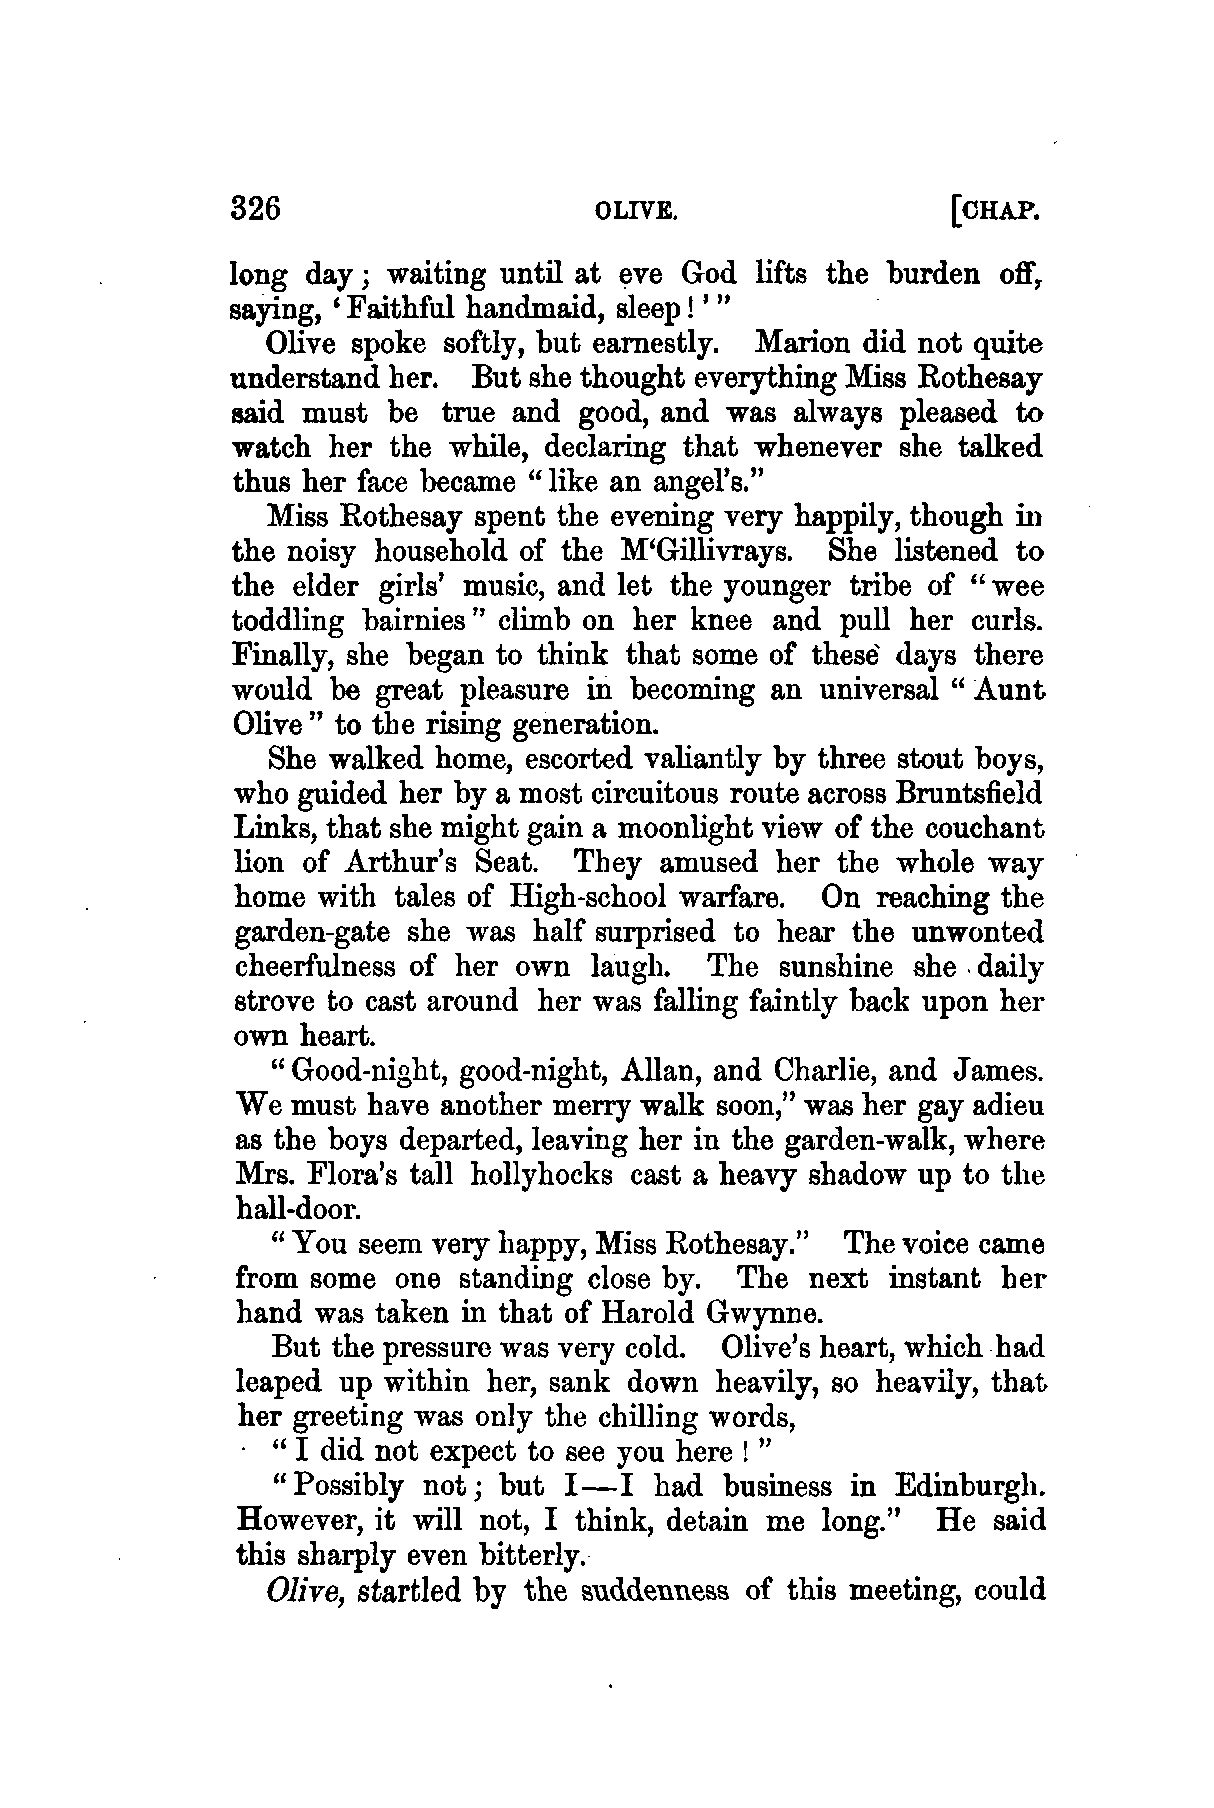 326 OLIVE. [CHAP.
long day; waiting until at eve God lifts the burden off,
saying, ‘Faithful handmaid, sleep!’”
Olive spoke softly, but earnestly. Marion did not quite
understand her. But she thought everything Miss Rothesay
said must be true and good, and was always pleased to
watch her the while, declaring that whenever she talked
thus her face became “like an angel’s.”
Miss Rothesay spent the evening very happily, though in
the noisy household of the M‘Gillivrays. She listened to
the elder girls’ music, and let the younger tribe of “wee
toddling bairnies” climb on her knee and pull her curls.
Finally, she began to think that some of these days there
would be great pleasure in becoming an universal “Aunt
Olive” to the rising generation.
She walked home, escorted valiantly by three stout boys,
who guided her by a most circuitous route across Bruntsfield
Links, that she might gain a moonlight view of the couchant
lion of Arthur’s Seat. They amused her the whole way
home with tales of High-school warfare. On reaching the
garden-gate she was half surprised to hear the unwonted
cheerfulness of her own laugh. The sunshine she daily
strove to cast around her was falling faintly back upon her
own heart.
“Good-night, good-night, Allan, and Charlie, and James.
We must have another merry walk soon,” was her gay adieu
as the boys departed, leaving her in the garden-walk, where
Mrs. Flora’s tall hollyhocks cast a heavy shadow up to the
hall-door.
“You seem very happy, Miss Rothesay.” The voice came
from some one standing close by. The next instant her
hand was taken in that of Harold Gwynne.
But the pressure was very cold. Olive’s heart, which had
leaped up within her, sank down heavily, so heavily, that
her greeting was only the chilling words,
“I did not expect to see you here!”
“Possibly not; but I—I had business in Edinburgh.
However, it will not, I think, detain me long.” He said
this sharply even bitterly.
Olive, startled by the suddenness of this meeting, could